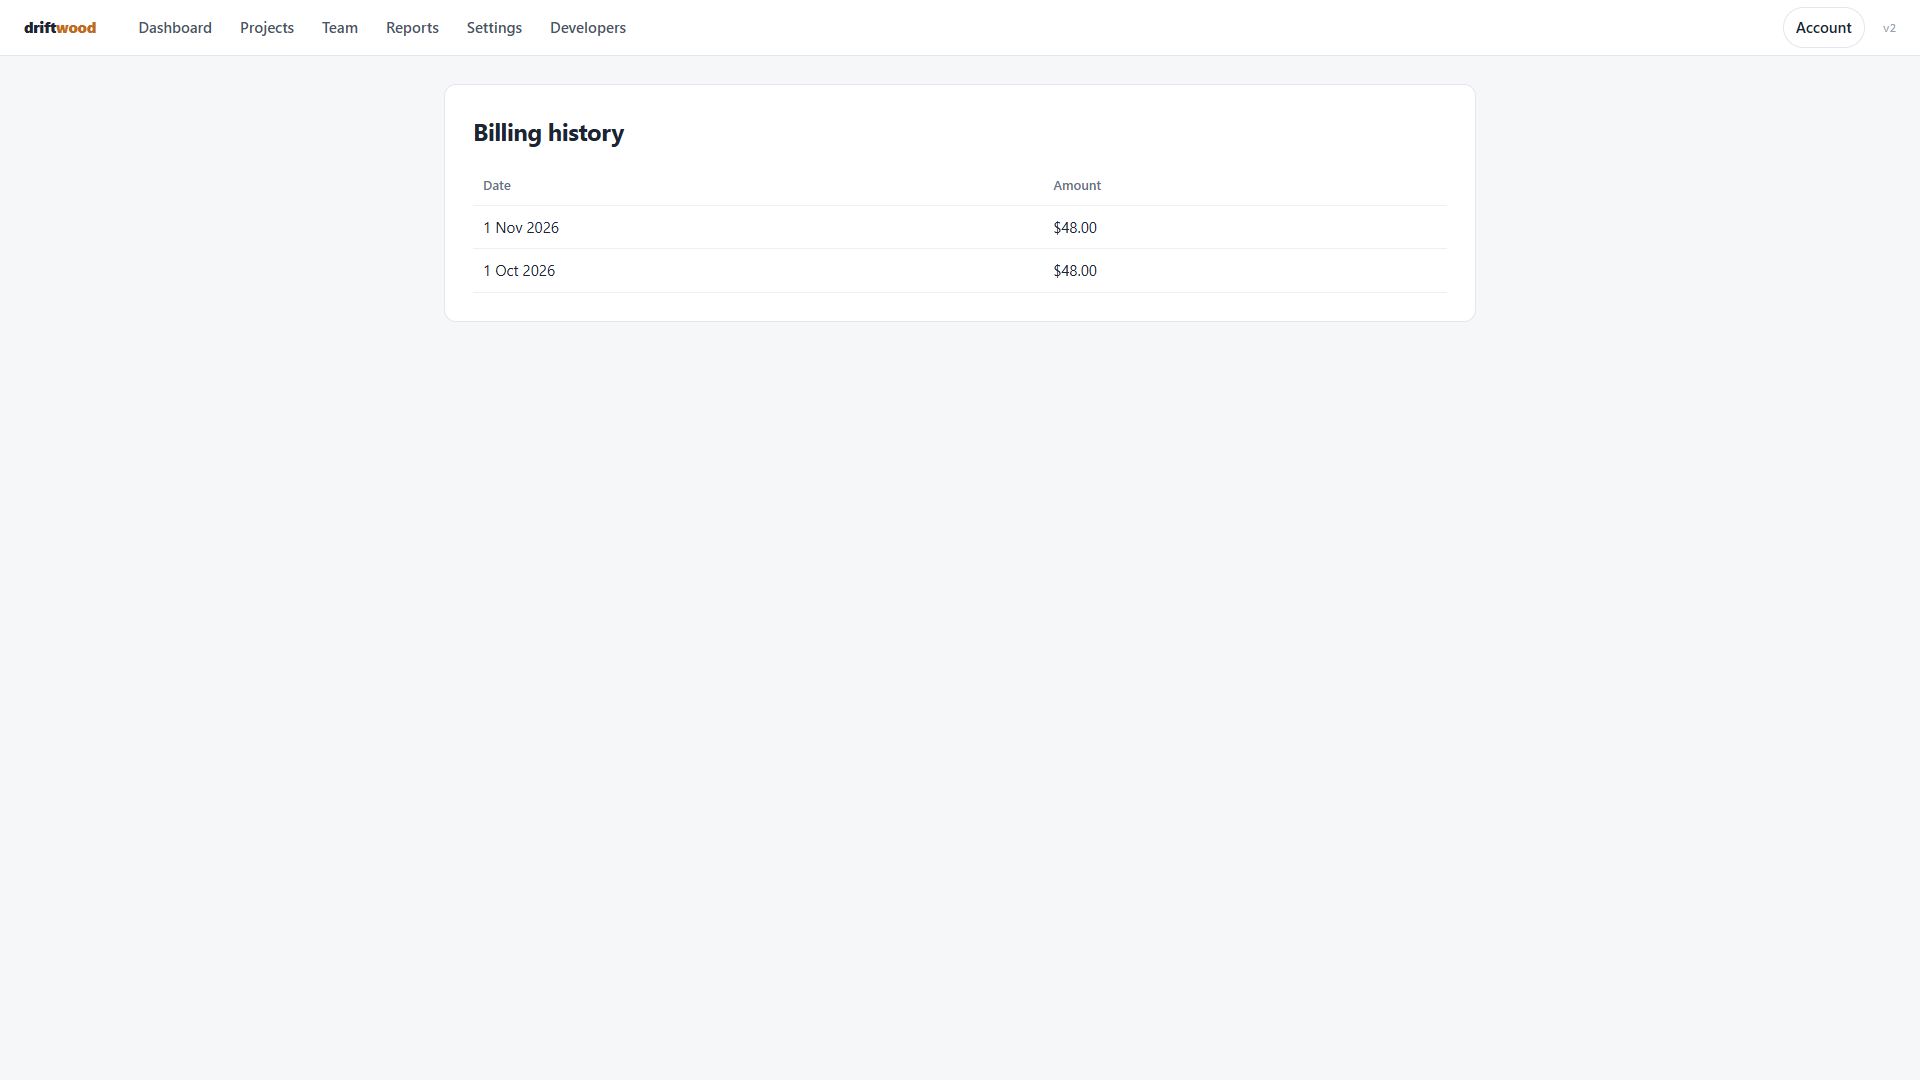 driftwood Dashboard Projects Team Reports Settings Developers Account v2
Billing history
Date Amount
1 Nov 2026 $48.00
1 Oct 2026 $48.00